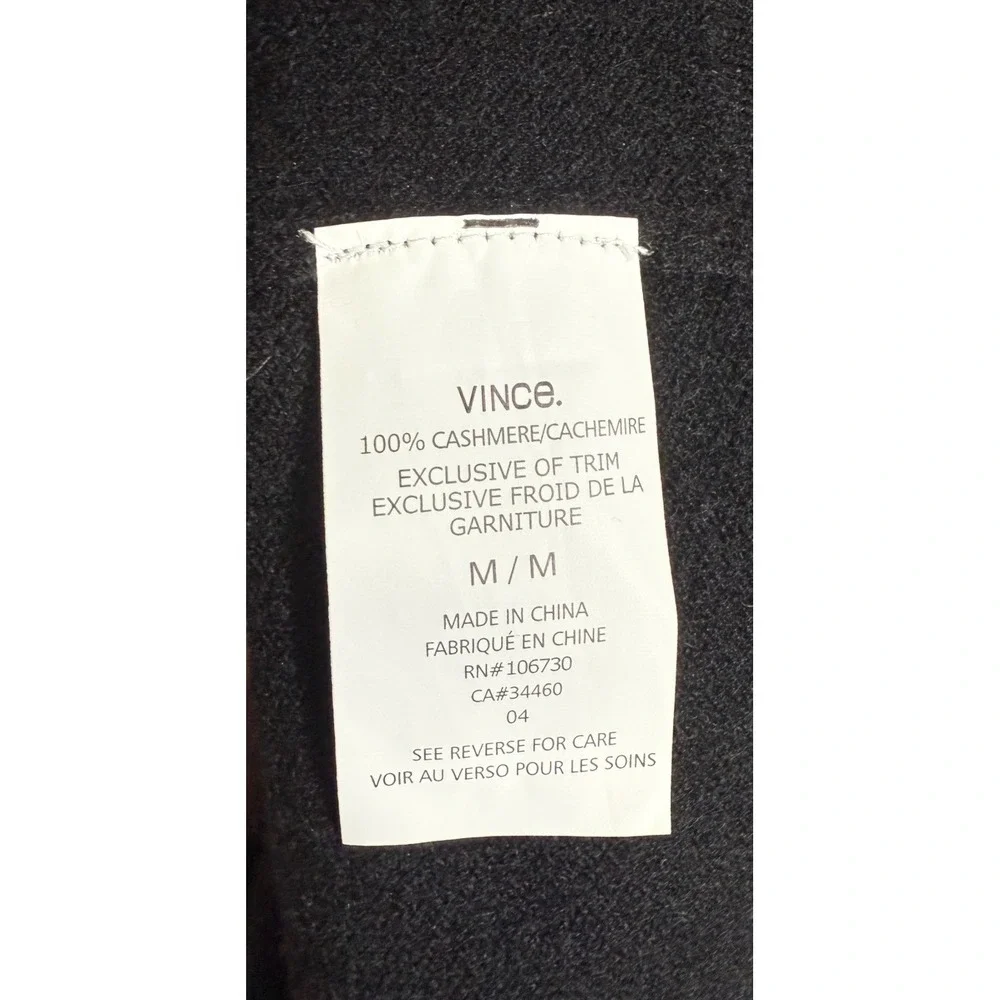 VINCe.
100% CASHMERE/CACHEMIRE
EXCLUSIVE OF TRIM
EXCLUSIVE FROID DE LA
GARNITURE
M / M
MADE IN CHINA
FABRIQUÉ EN CHINE
RN#106730
CA#34460
04
SEE REVERSE FOR CARE
VOIR AU VERSO POUR LES SOINS